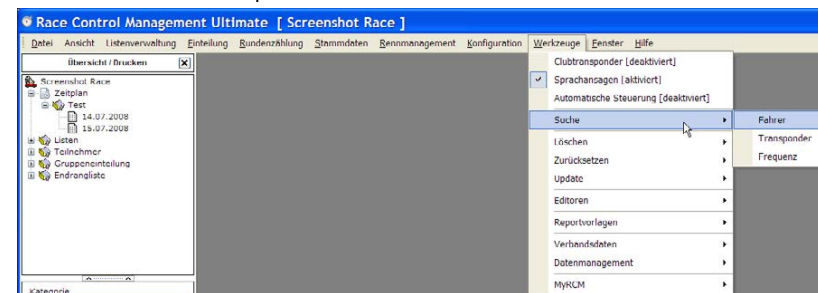 Race Control Management Ultimate [ Screenshot Race ]
Datei Ansicht Listenverwaltung Einteilung Rundenzählung Stammdaten Rennmanagement Konfiguration Werkzeuge Fenster Hilfe
Übersicht / Drucken
Screenshot Race
Zeitplan
Test
14.07.2008
15.07.2008
Listen
Teilnehmer
Gruppeneinteilung
Endrangliste
Kategorie
Clubtransponder [deaktiviert]
Sprachansagen [aktiviert]
Automatische Steuerung [deaktiviert]
Suche
Löschen
Zurücksetzen
Update
Editoren
Reportvorlagen
Verbandsdaten
Datenmanagement
MyRCM
Fahrer
Transponder
Frequenz